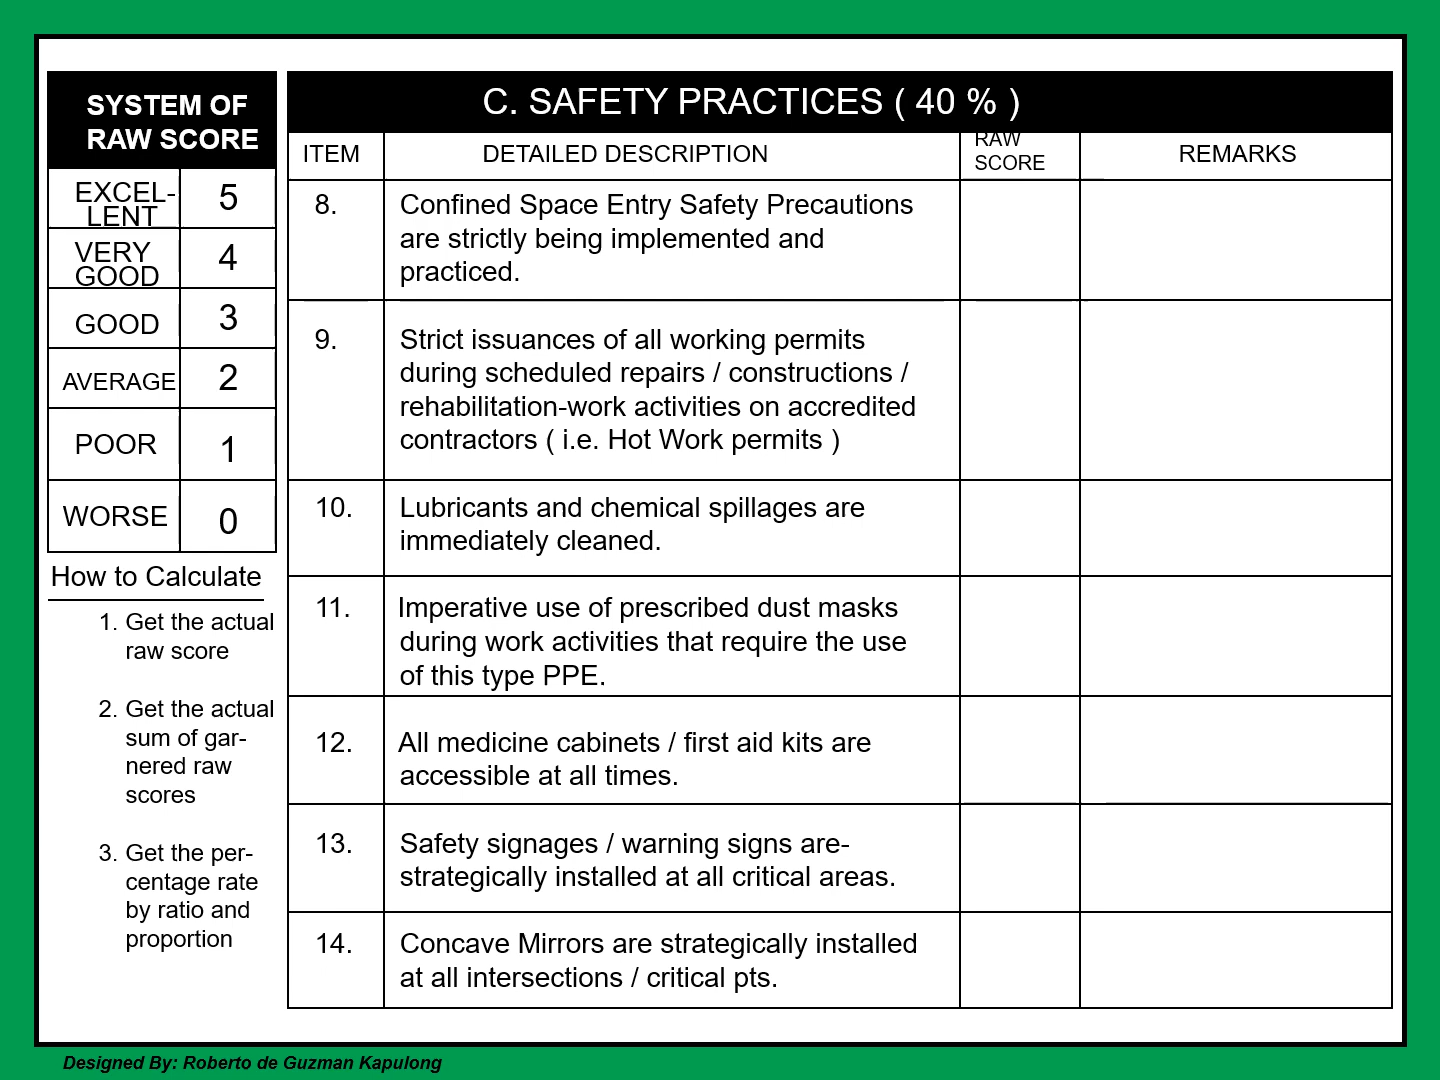 SYSTEM OF
RAW SCORE
EXCEL-
LENT
5
VERY
GOOD
4
GOOD
3
AVERAGE
2
POOR
1
WORSE
0
How to Calculate
1. Get the actual
raw score
2. Get the actual
sum of gar-
nered raw
scores
3. Get the per-
centage rate
by ratio and
proportion
C. SAFETY PRACTICES ( 40 % )
ITEM
DETAILED DESCRIPTION
RAW
SCORE
REMARKS
8.
Confined Space Entry Safety Precautions
are strictly being implemented and
practiced.
9.
Strict issuances of all working permits
during scheduled repairs / constructions /
rehabilitation-work activities on accredited
contractors ( i.e. Hot Work permits )
10.
Lubricants and chemical spillages are
immediately cleaned.
11.
Imperative use of prescribed dust masks
during work activities that require the use
of this type PPE.
12.
All medicine cabinets / first aid kits are
accessible at all times.
13.
Safety signages / warning signs are-
strategically installed at all critical areas.
14.
Concave Mirrors are strategically installed
at all intersections / critical pts.
Designed By: Roberto de Guzman Kapulong